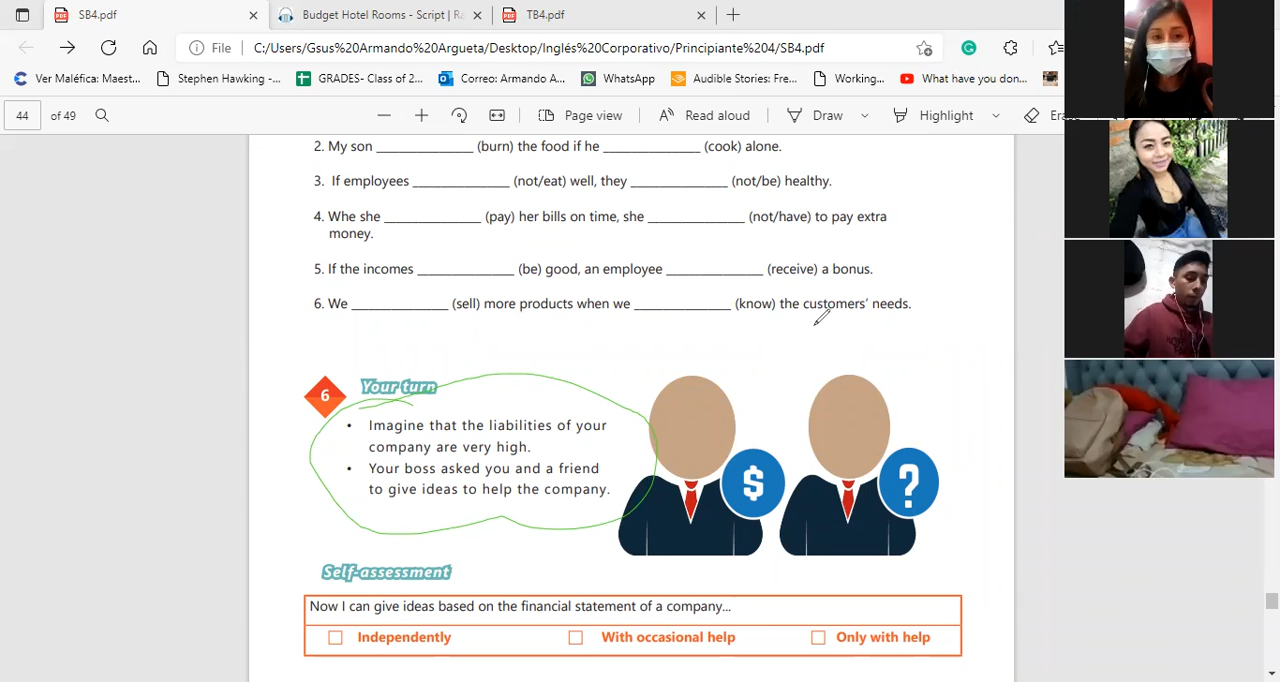 SB4.pdf
Budget Hotel Rooms - Script | Ra
TB4.pdf
File
C:/Users/Gsus%20Armando%20Argueta/Desktop/Inglés%20Corporativo/Principiante%204/SB4.pdf
Ver Maléfica: Maest...
Stephen Hawking -...
GRADES- Class of 2...
Correo: Armando A...
WhatsApp
Audible Stories: Fre...
Working...
What have you don...
44
of 49
Page view
Read aloud
Draw
Highlight
2. My son ______________ (burn) the food if he ______________ (cook) alone.
3. If employees ______________ (not/eat) well, they ______________ (not/be) healthy.
4. Whe she ______________ (pay) her bills on time, she ______________ (not/have) to pay extra
money.
5. If the incomes ______________ (be) good, an employee ______________ (receive) a bonus.
6. We ______________ (sell) more products when we ______________ (know) the customers' needs.
6
Your turn
• Imagine that the liabilities of your
company are very high.
• Your boss asked you and a friend
to give ideas to help the company.
$
?
Self-assessment
Now I can give ideas based on the financial statement of a company...
Independently
With occasional help
Only with help